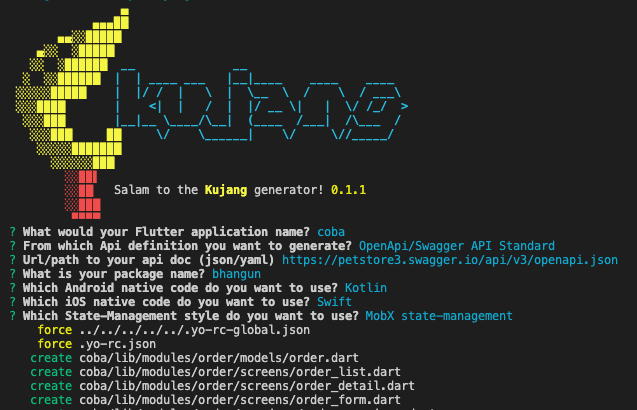 kujang
Salam to the Kujang generator! 0.1.1
? What would your Flutter application name? coba
? From which Api definition you want to generate? OpenApi/Swagger API Standard
? Url/path to your api doc (json/yaml) https://petstore3.swagger.io/api/v3/openapi.json
? What is your package name? bhangun
? Which Android native code do you want to use? Kotlin
? Which iOS native code do you want to use? Swift
? Which State-Management style do you want to use? MobX state-management
force ../../../../../.yo-rc-global.json
force .yo-rc.json
create coba/lib/modules/order/models/order.dart
create coba/lib/modules/order/screens/order_list.dart
create coba/lib/modules/order/screens/order_detail.dart
create coba/lib/modules/order/screens/order_form.dart